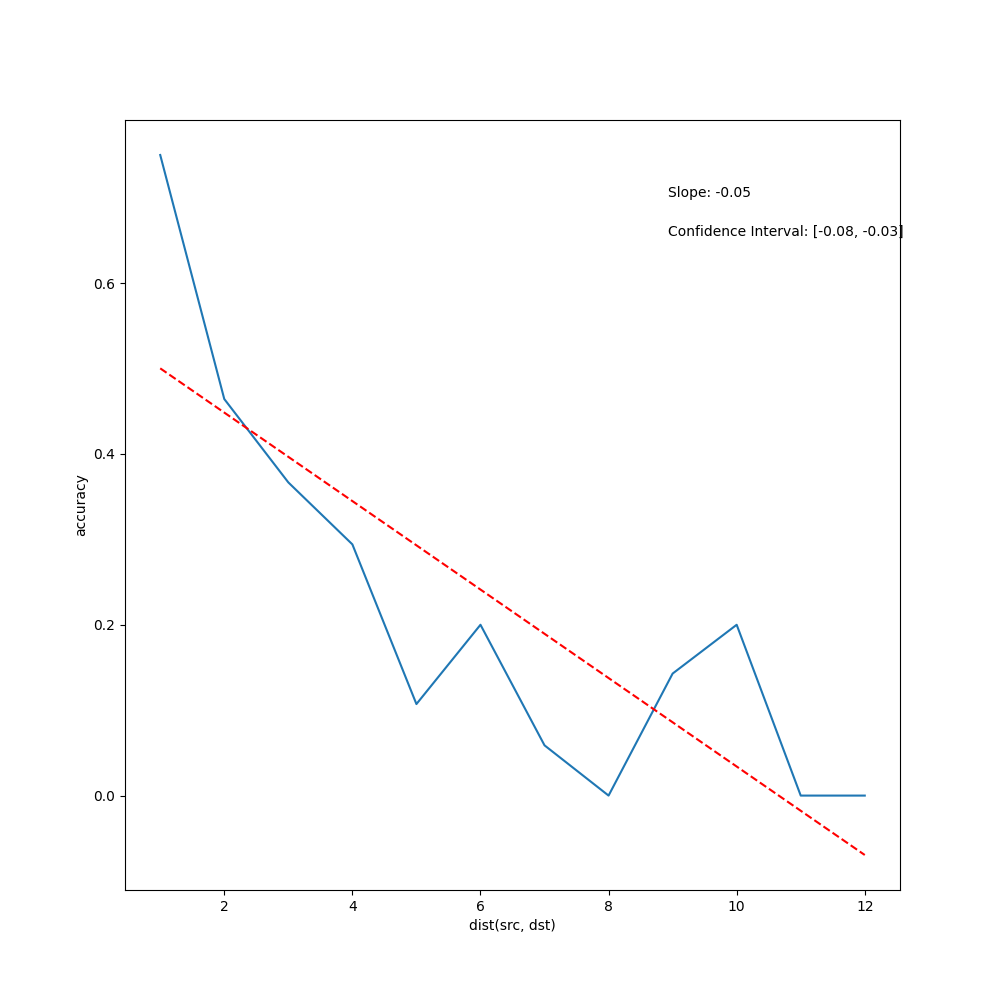 Slope: -0.05
Confidence Interval: [-0.08, -0.03]
0.6
0.4
0.2
0.0
accuracy
2 4 6 8 10 12
dist(src, dst)